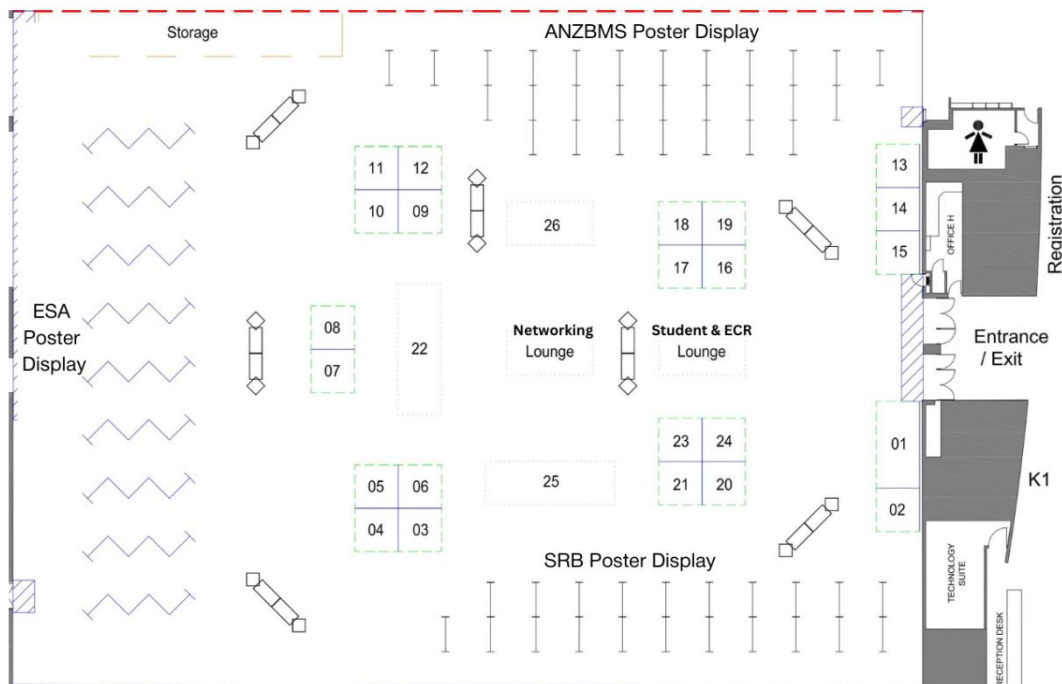 Storage
ANZBMS Poster Display
11 12
10 09
13
14
15
OFFICE H
Registration
26
18 19
17 16
ESA
Poster
Display
08
07
22
Networking
Lounge
Student & ECR
Lounge
Entrance
/ Exit
23 24
21 20
01
02
K1
05 06
04 03
25
SRB Poster Display
TECHNOLOGY
SUITE
RECEPTION DESK